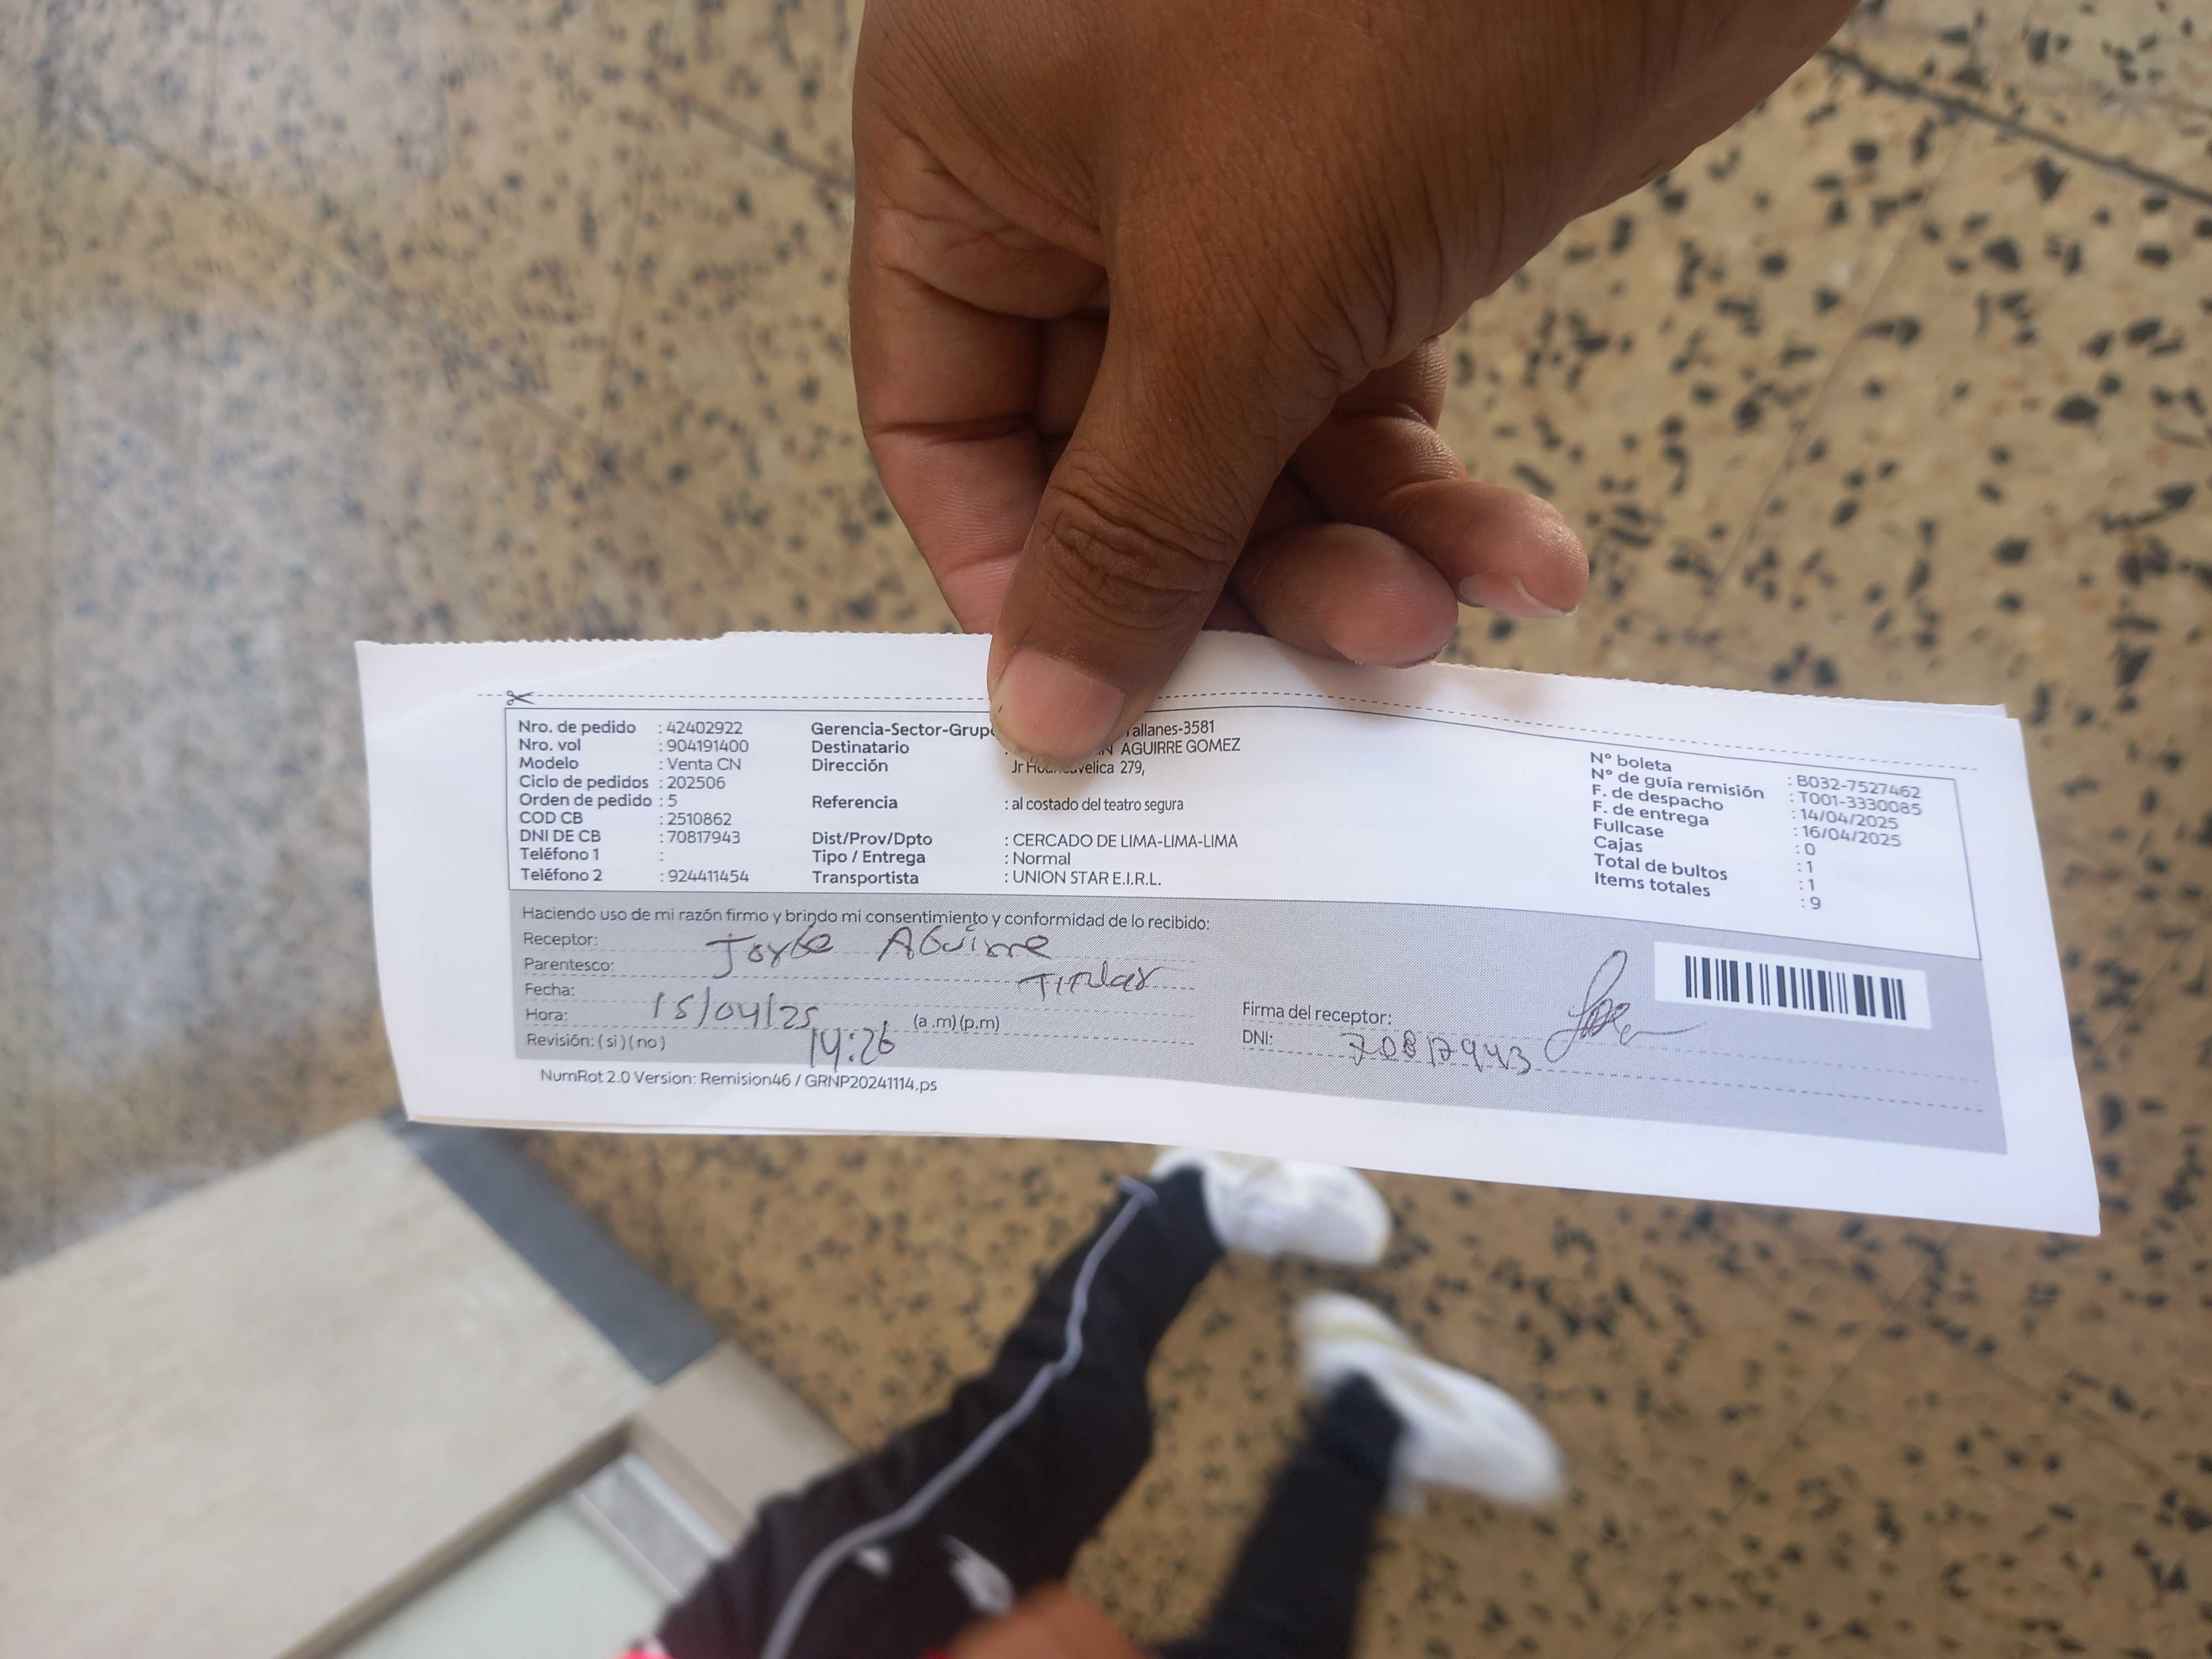 Nro. de pedido : 42402922
Nro. vol : 904191400
Modelo : Venta CN
Ciclo de pedidos : 202506
Orden de pedido : 5
COD CB : 2510862
DNI DE CB : 70817943
Teléfono 1 :
Teléfono 2 : 924411454
Gerencia-Sector-Grupo allanes-3581
Destinatario : AGUIRRE GOMEZ
Dirección Jr Huancavelica 279,
Referencia : al costado del teatro segura
Dist/Prov/Dpto : CERCADO DE LIMA-LIMA-LIMA
Tipo / Entrega : Normal
Transportista : UNION STAR E.I.R.L.
N° boleta : B032-7527462
N° de guía remisión : T001-3330085
F. de despacho : 14/04/2025
F. de entrega : 16/04/2025
Fullcase : 0
Cajas : 1
Total de bultos : 1
Items totales : 9
Haciendo uso de mi razón firmo y brindo mi consentimiento y conformidad de lo recibido:
Receptor: Jorge Aguirre
Parentesco: Titular
Fecha: 15/04/25
Hora: 14:26 (a .m) (p.m)
Revisión: ( si ) ( no )
Firma del receptor:
DNI: 70817943
NumRot 2.0 Version: Remision46 / GRNP20241114.ps